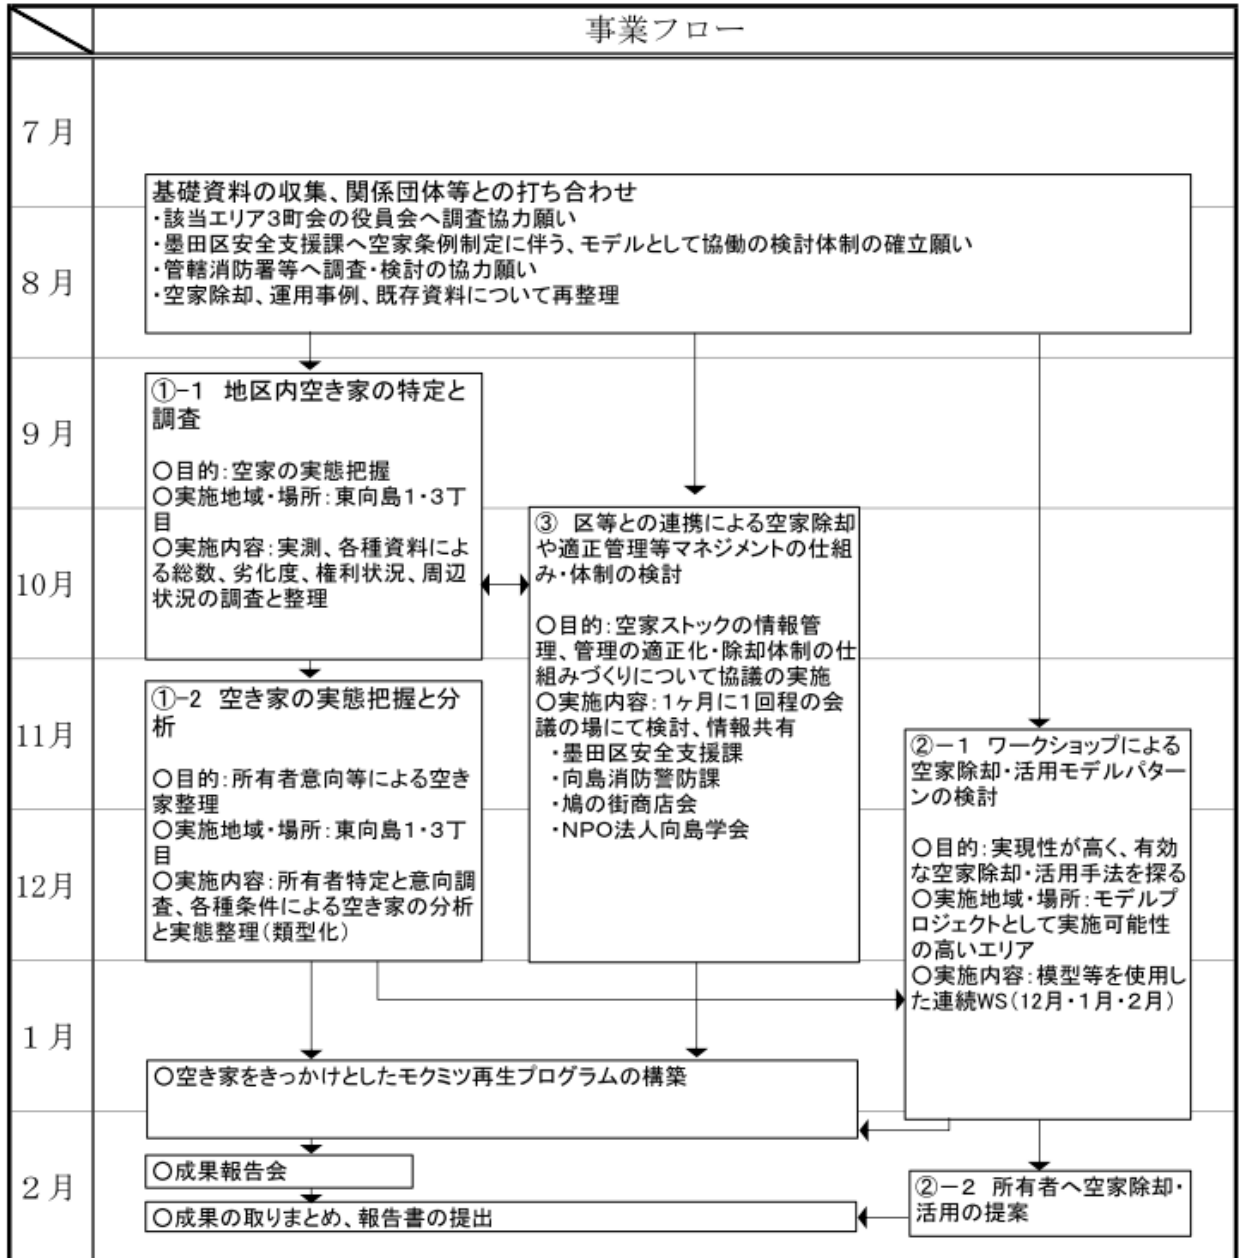 事業フロー
7月
8月
9月
10月
11月
12月
1月
2月
基礎資料の収集、関係団体等との打ち合わせ
・該当エリア3町会の役員会へ調査協力願い
・墨田区安全支援課へ空家条例制定に伴う、モデルとして協働の検討体制の確立願い
・管轄消防署等へ調査・検討の協力願い
・空家除却、運用事例、既存資料について再整理
①-1 地区内空き家の特定と
調査
○目的:空家の実態把握
○実施地域・場所:東向島1・3丁
目
○実施内容:実測、各種資料によ
る総数、劣化度、権利状況、周辺
状況の調査と整理
①-2 空き家の実態把握と分
析
○目的:所有者意向等による空き
家整理
○実施地域・場所:東向島1・3丁
目
○実施内容:所有者特定と意向調
査、各種条件による空き家の分析
と実態整理(類型化)
③ 区等との連携による空家除却
や適正管理等マネジメントの仕組
み・体制の検討
○目的:空家ストックの情報管
理、管理の適正化・除却体制の仕
組みづくりについて協議の実施
○実施内容:1ヶ月に1回程の会
議の場にて検討、情報共有
・墨田区安全支援課
・向島消防警防課
・鳩の街商店会
・NPO法人向島学会
②-1 ワークショップによる
空家除却・活用モデルパター
ンの検討
○目的:実現性が高く、有効
な空家除却・活用手法を探る
○実施地域・場所:モデルプ
ロジェクトとして実施可能性
の高いエリア
○実施内容:模型等を使用し
た連続WS(12月・1月・2月)
○空き家をきっかけとしたモクミツ再生プログラムの構築
○成果報告会
○成果の取りまとめ、報告書の提出
②-2 所有者へ空家除却・
活用の提案